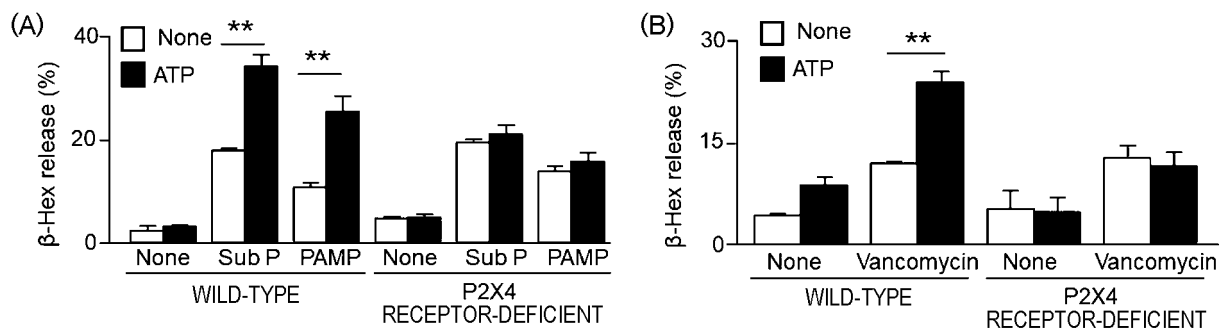 (A)
β-Hex release (%)
40
20
0
None
ATP
**
**
None Sub P PAMP None Sub P PAMP
WILD-TYPE P2X4
RECEPTOR-DEFICIENT
(B)
β-Hex release (%)
30
15
0
None
ATP
**
None Vancomycin None Vancomycin
WILD-TYPE P2X4
RECEPTOR-DEFICIENT